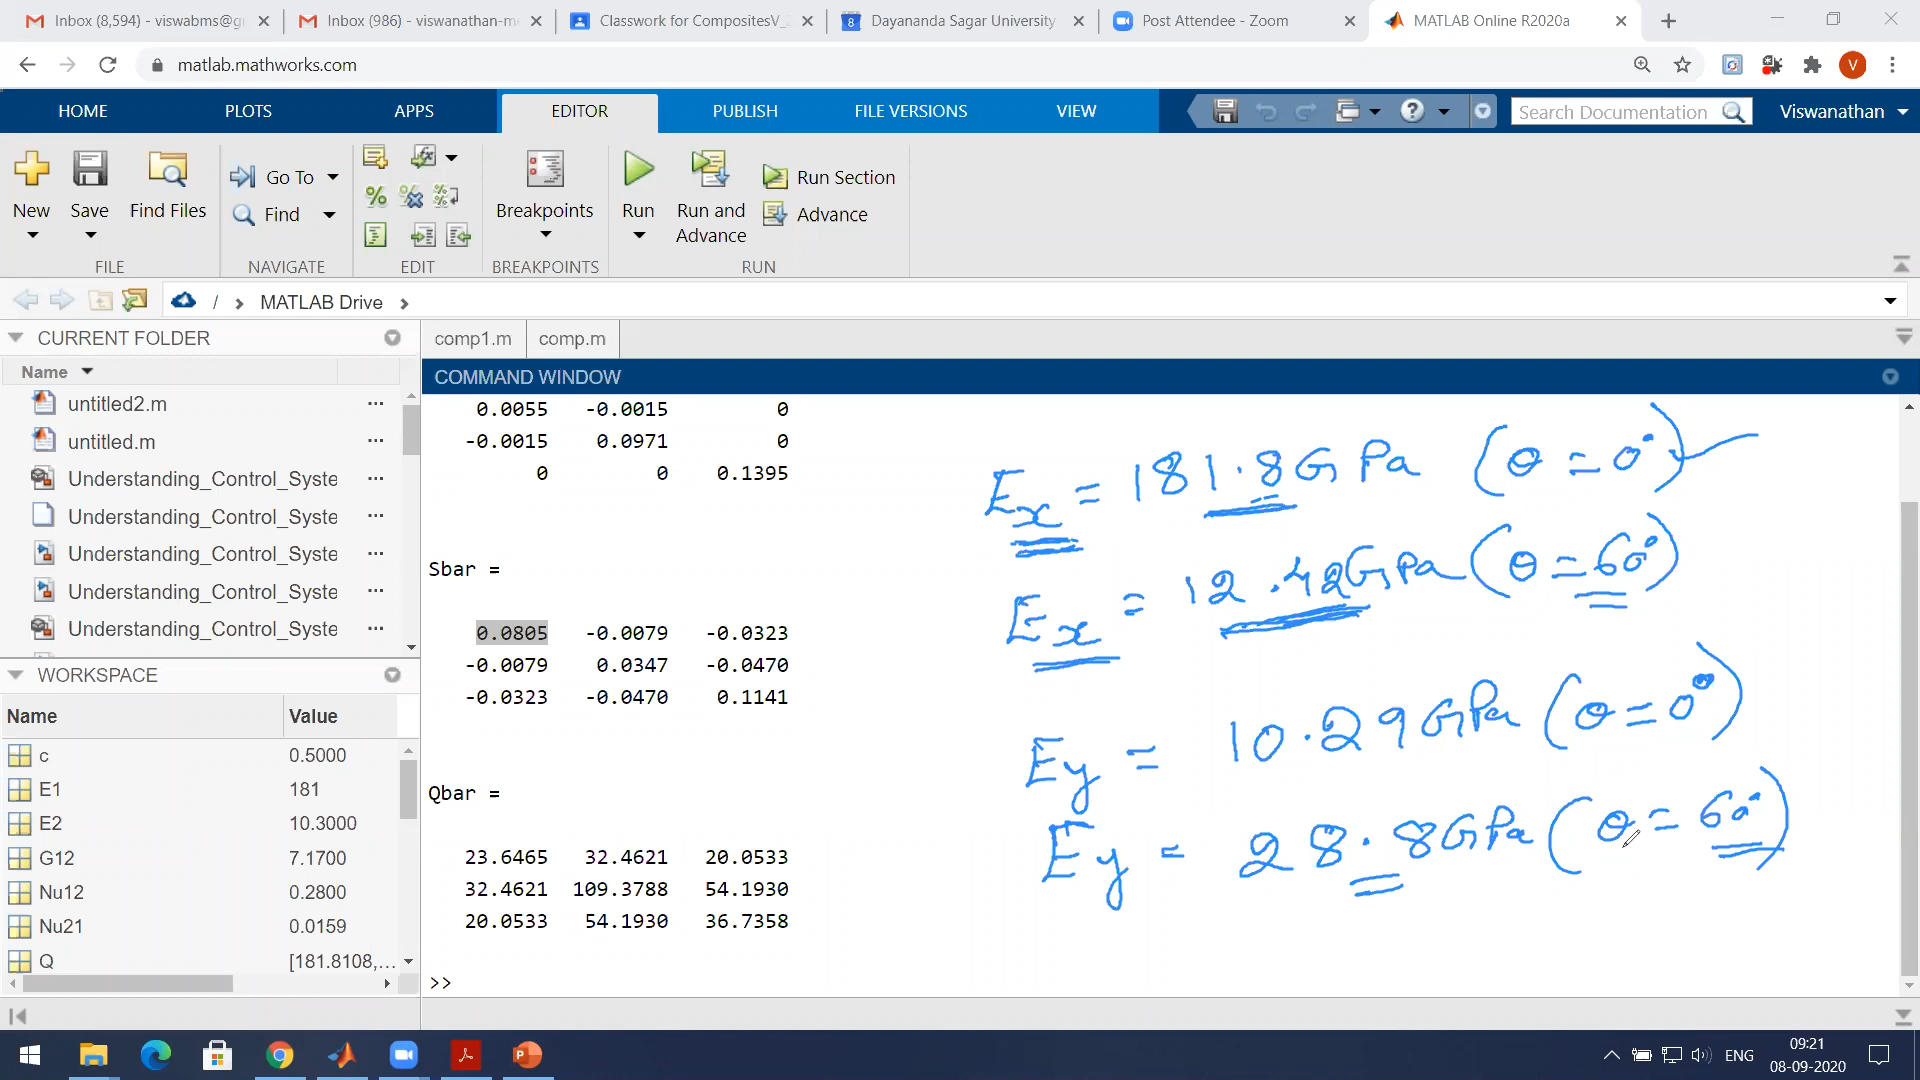 Inbox (8,594) - viswabms@g
Inbox (986) - viswanathan-me
Classwork for CompositesV_2
Dayananda Sagar University
Post Attendee - Zoom
MATLAB Online R2020a
matlab.mathworks.com
V
HOME PLOTS APPS EDITOR PUBLISH FILE VERSIONS VIEW
Search Documentation
Viswanathan
New Save Find Files
FILE
Go To
Find
NAVIGATE
EDIT
Breakpoints
BREAKPOINTS
Run
Run and Advance
Run Section
Advance
RUN
/ MATLAB Drive
CURRENT FOLDER
Name
untitled2.m
untitled.m
Understanding_Control_Syste
Understanding_Control_Syste
Understanding_Control_Syste
Understanding_Control_Syste
Understanding_Control_Syste
WORKSPACE
Name Value
c 0.5000
E1 181
E2 10.3000
G12 7.1700
Nu12 0.2800
Nu21 0.0159
Q [181.8108,...
comp1.m comp.m
COMMAND WINDOW
0.0055 -0.0015 0
-0.0015 0.0971 0
0 0 0.1395
Sbar =
0.0805 -0.0079 -0.0323
-0.0079 0.0347 -0.0470
-0.0323 -0.0470 0.1141
Qbar =
23.6465 32.4621 20.0533
32.4621 109.3788 54.1930
20.0533 54.1930 36.7358
>>
Ex = 181.8 GPa (θ = 0°)
Ex = 12.42 GPa (θ = 60°)
Ey = 10.29 GPa (θ = 0°)
Ey = 28.8 GPa (θ = 60°)
ENG
09:21
08-09-2020